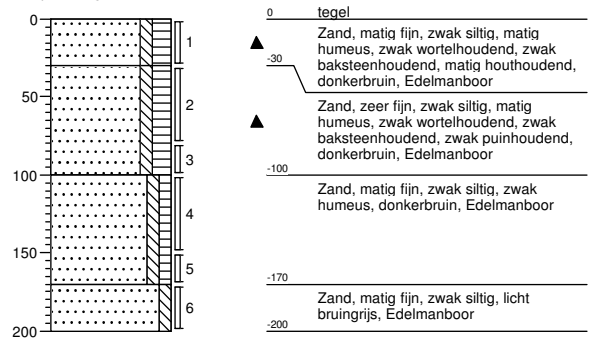 0
50
100
150
200
1
2
3
4
5
6
0 tegel
Zand, matig fijn, zwak siltig, matig
humeus, zwak wortelhoudend, zwak
baksteenhoudend, matig houthoudend,
donkerbruin, Edelmanboor
-30
Zand, zeer fijn, zwak siltig, matig
humeus, zwak wortelhoudend, zwak
baksteenhoudend, zwak puinhoudend,
donkerbruin, Edelmanboor
-100
Zand, matig fijn, zwak siltig, zwak
humeus, donkerbruin, Edelmanboor
-170
Zand, matig fijn, zwak siltig, licht
bruingrijs, Edelmanboor
-200